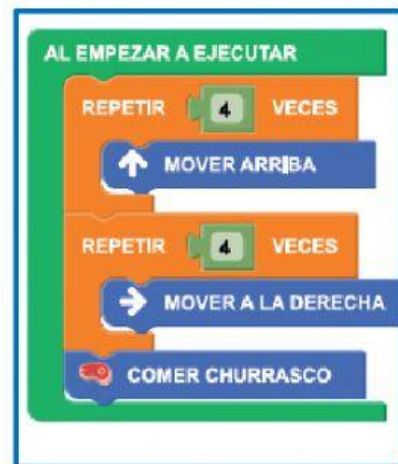 AL EMPEZAR A EJECUTAR
REPETIR 4 VECES
MOVER ARRIBA
REPETIR 4 VECES
MOVER A LA DERECHA
COMER CHURRASCO